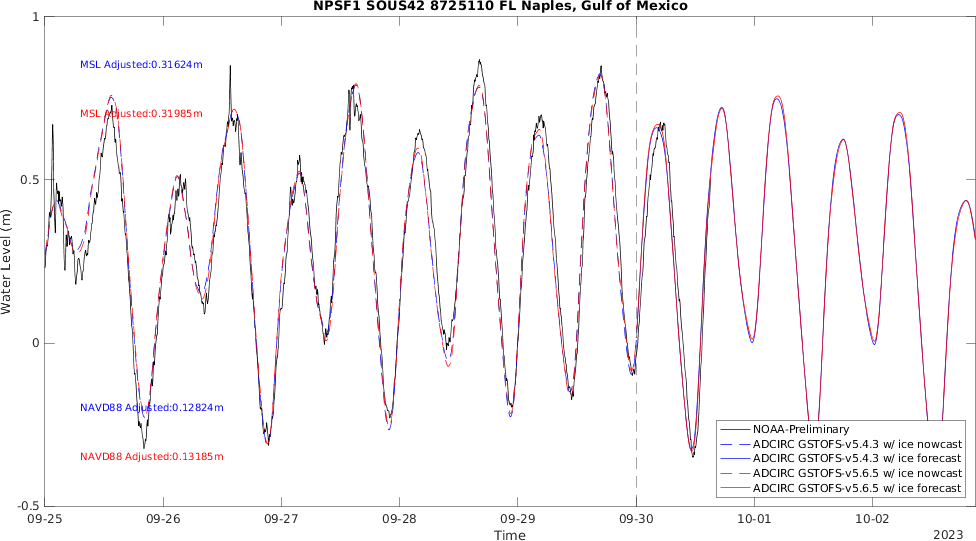 NPSF1 SOUS42 8725110 FL Naples, Gulf of Mexico
1
MSL Adjusted:0.31624m
MSL Adjusted:0.31985m
0.5
Water Level (m)
0
NAVD88 Adjusted:0.12824m
NAVD88 Adjusted:0.13185m
NOAA-Preliminary
ADCIRC GSTOFS-v5.4.3 w/ ice nowcast
ADCIRC GSTOFS-v5.4.3 w/ ice forecast
ADCIRC GSTOFS-v5.6.5 w/ ice nowcast
ADCIRC GSTOFS-v5.6.5 w/ ice forecast
-0.5
09-25 09-26 09-27 09-28 09-29 09-30 10-01 10-02
Time
2023